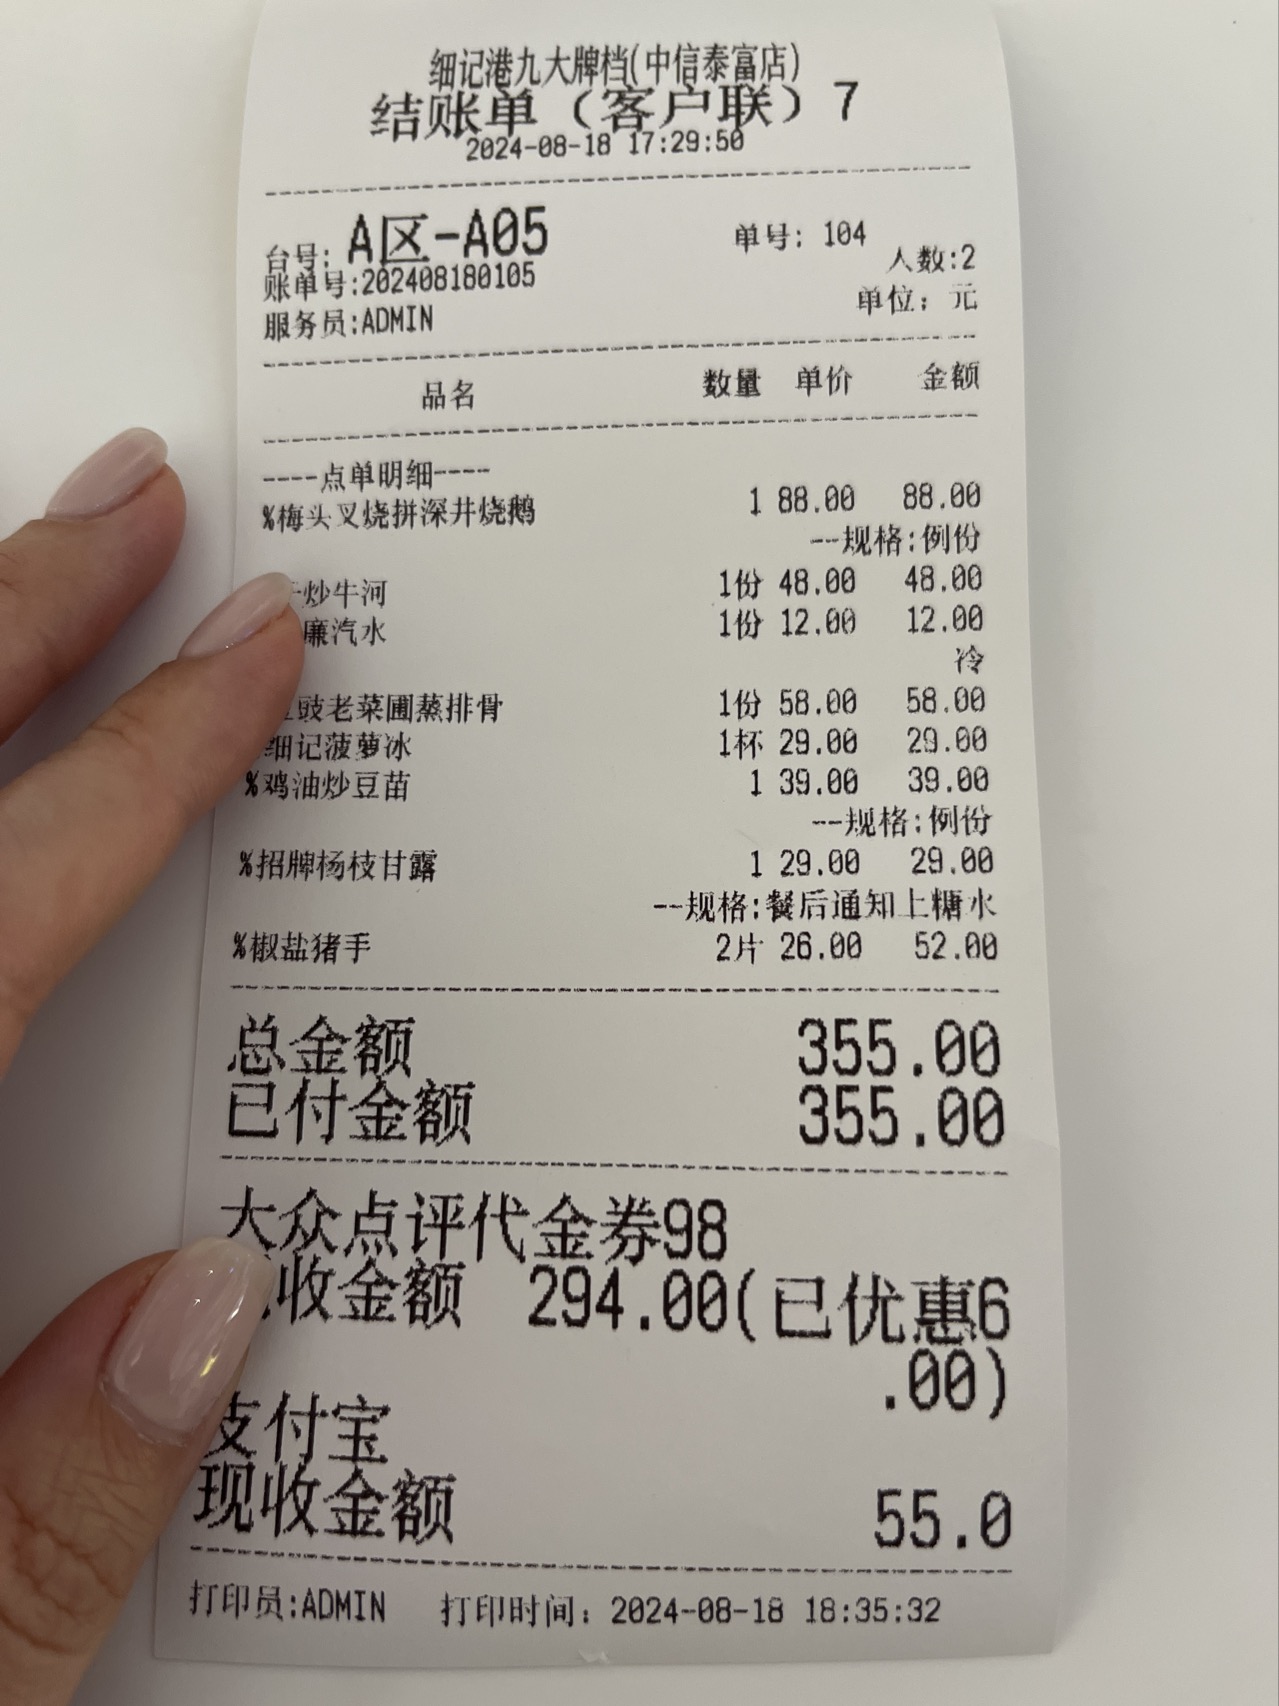 细记港九大牌档(中信泰富店)
结账单（客户联）7
2024-08-18 17:29:50
台号: A区-A05 单号: 104
人数:2
账单号:202408180105
单位: 元
服务员:ADMIN
品名 数量 单价 金额
----点单明细----
%梅头叉烧拼深井烧鹅 1 88.00 88.00
--规格:例份
炒牛河 1份 48.00 48.00
廉汽水 1份 12.00 12.00
冷
豉老菜圃蒸排骨 1份 58.00 58.00
细记菠萝冰 1杯 29.00 29.00
%鸡油炒豆苗 1 39.00 39.00
--规格:例份
%招牌杨枝甘露 1 29.00 29.00
--规格:餐后通知上糖水
%椒盐猪手 2片 26.00 52.00
总金额 355.00
已付金额 355.00
大众点评代金券98
收金额 294.00(已优惠6
.00)
支付宝
现收金额 55.0
打印员:ADMIN 打印时间: 2024-08-18 18:35:32